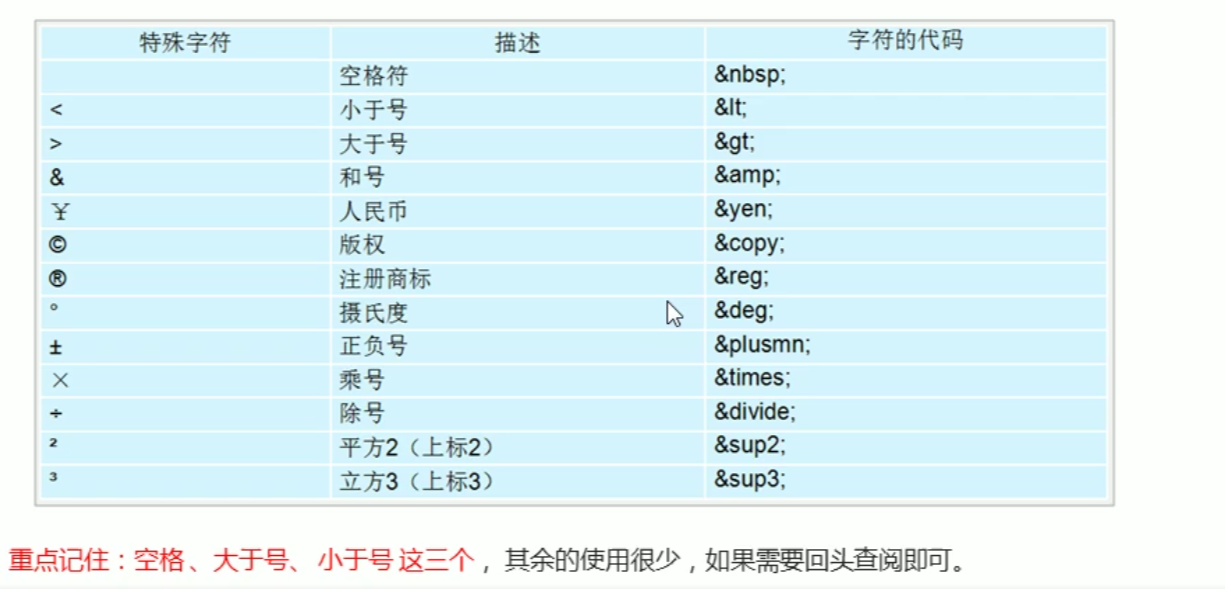 特殊字符 描述 字符的代码
空格符 &nbsp;
< 小于号 &lt;
> 大于号 &gt;
& 和号 &amp;
¥ 人民币 &yen;
© 版权 &copy;
® 注册商标 &reg;
° 摄氏度 &deg;
± 正负号 &plusmn;
× 乘号 &times;
÷ 除号 &divide;
² 平方2（上标2） &sup2;
³ 立方3（上标3） &sup3;
重点记住：空格 、大于号、 小于号 这三个， 其余的使用很少，如果需要回头查阅即可。